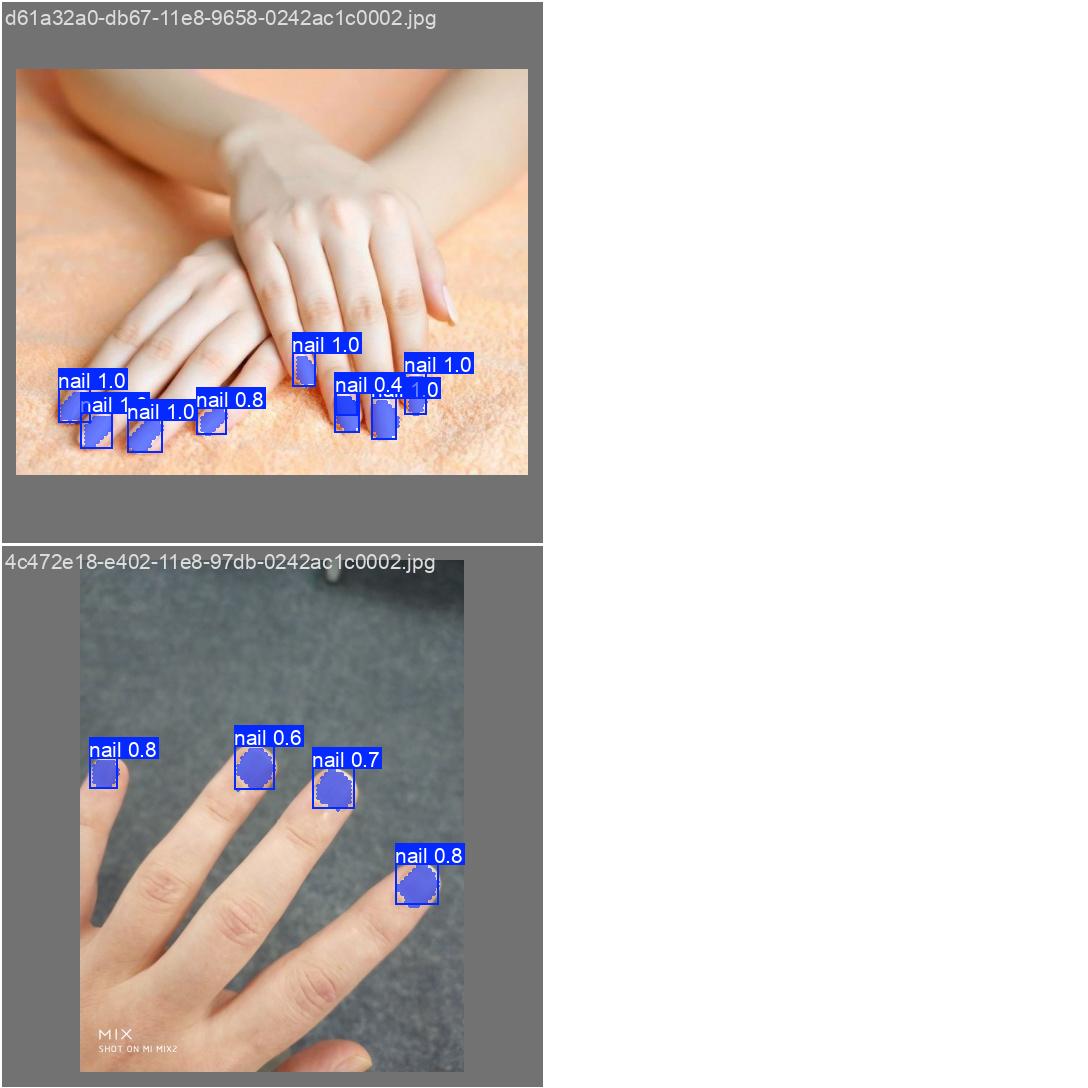 d61a32a0-db67-11e8-9658-0242ac1c0002.jpg
nail 1.0
nail 1.0
nail 1.0
nail 0.4
1.0
nail
nail 0.8
nail 1.0
4c472e18-e402-11e8-97db-0242ac1c0002.jpg
nail 0.6
nail 0.8
nail 0.7
nail 0.8
MIX
SHOT ON MI MIX2